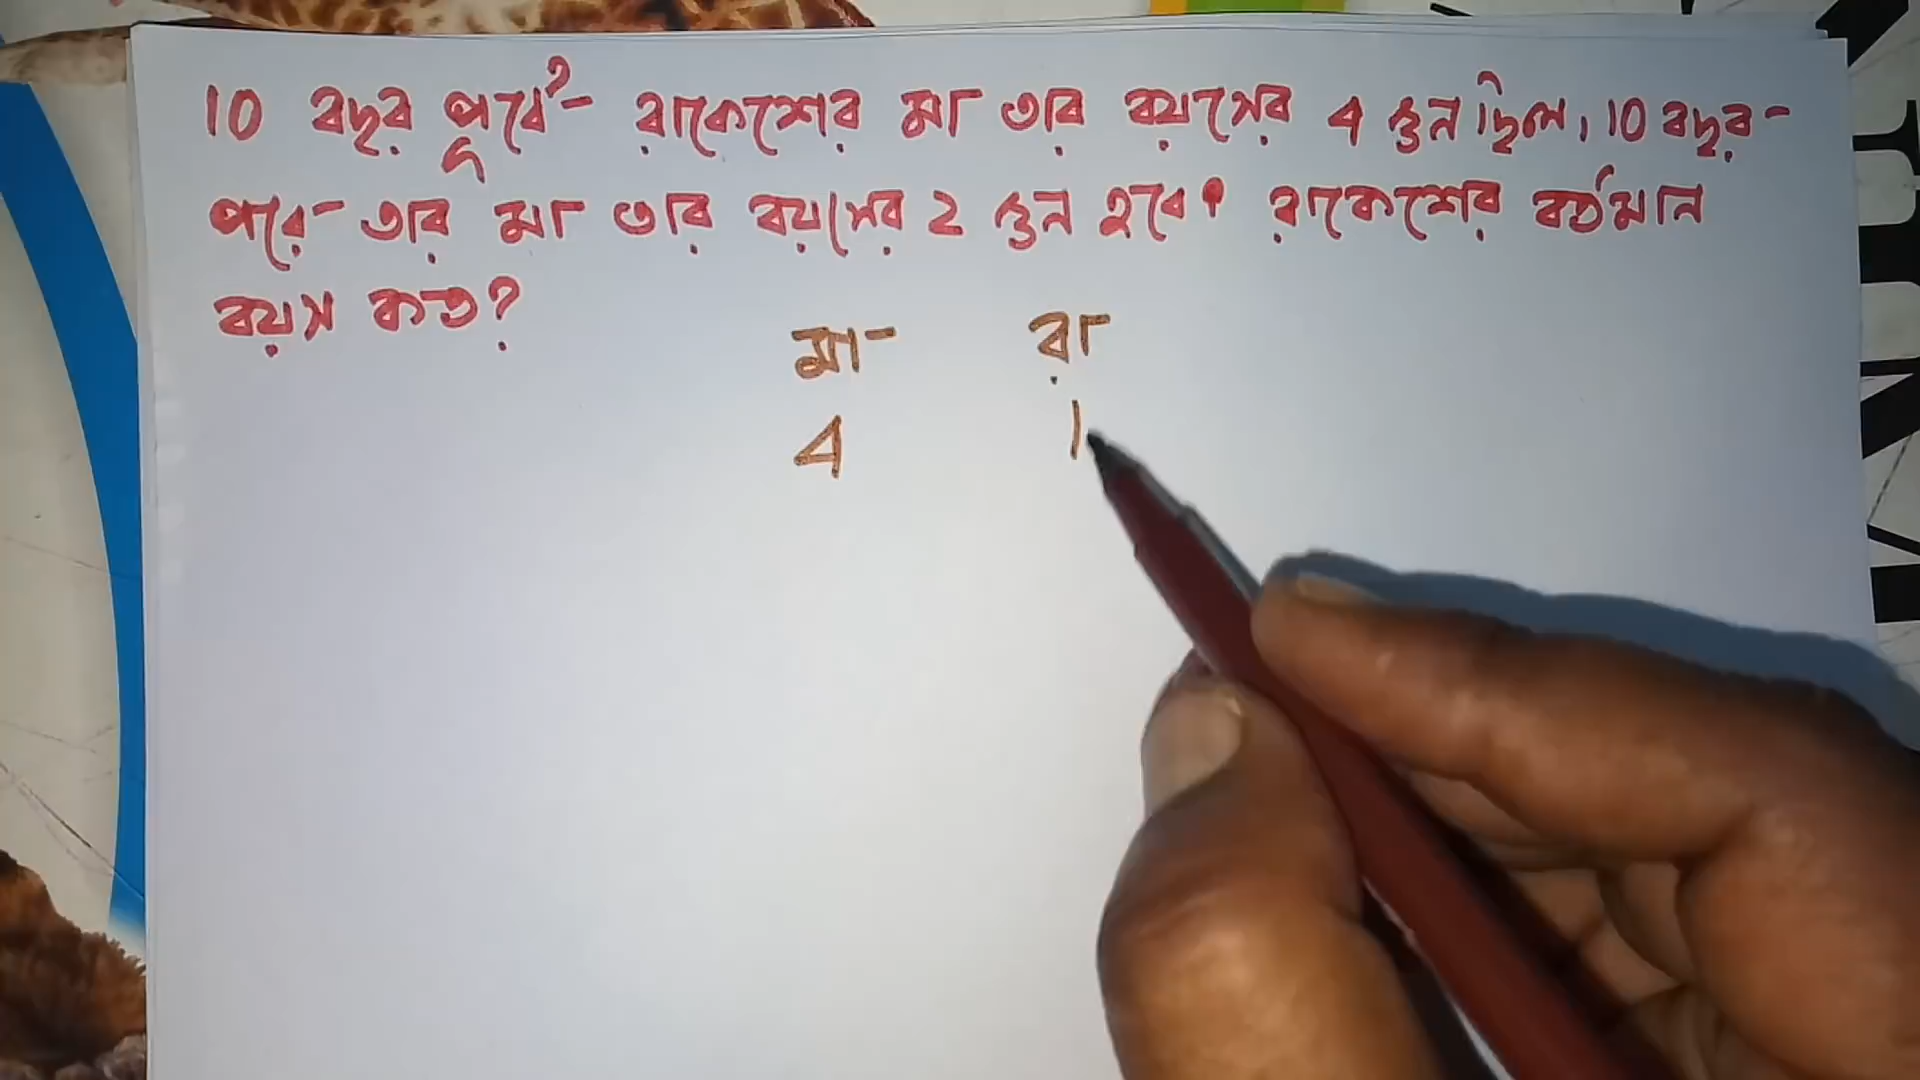 10 বছর পূর্বে রাকেশের মা তার বয়সের 4 গুন ছিল, 10 বছর
পরে তার মা তার বয়সের 2 গুন হবে। রাকেশের বর্তমান
বয়স কত?
মা রা
4 1